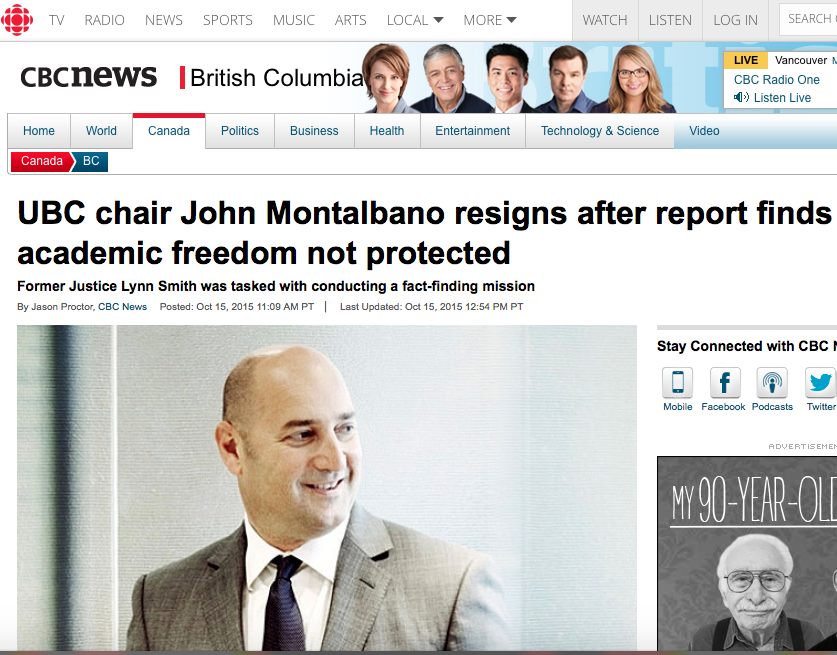 TV RADIO NEWS SPORTS MUSIC ARTS LOCAL MORE WATCH LISTEN LOG IN SEARCH
CBCnews British Columbia
LIVE Vancouver
CBC Radio One
Listen Live
Home World Canada Politics Business Health Entertainment Technology & Science Video
Canada BC
UBC chair John Montalbano resigns after report finds
academic freedom not protected
Former Justice Lynn Smith was tasked with conducting a fact-finding mission
By Jason Proctor, CBC News Posted: Oct 15, 2015 11:09 AM PT | Last Updated: Oct 15, 2015 12:54 PM PT
Stay Connected with CBC N
Mobile Facebook Podcasts Twitter
ADVERTISEMEN
MY 90-YEAR-OLD